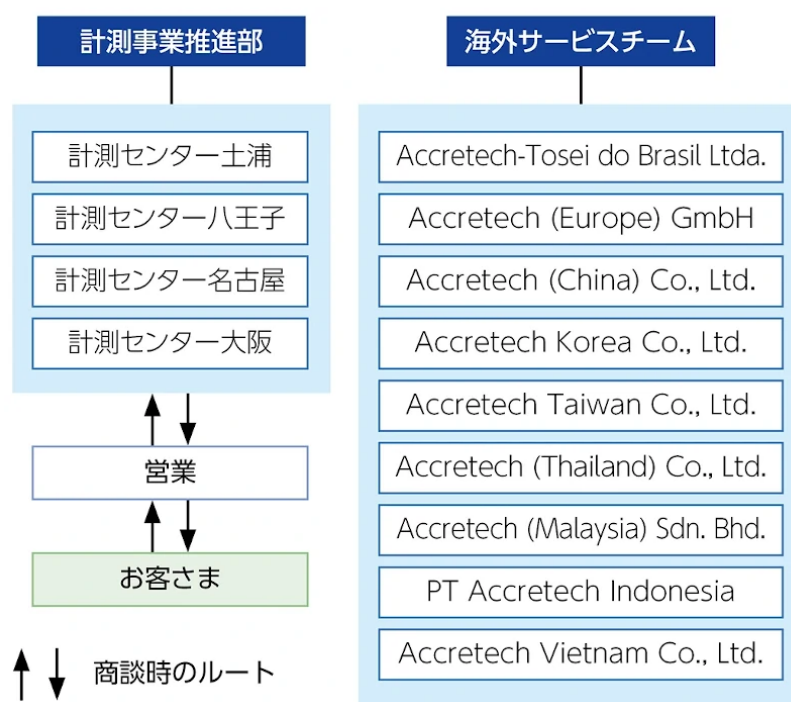 計測事業推進部
計測センター土浦
計測センター八王子
計測センター名古屋
計測センター大阪
営業
お客さま
商談時のルート
海外サービスチーム
Accretech-Tosei do Brasil Ltda.
Accretech (Europe) GmbH
Accretech (China) Co., Ltd.
Accretech Korea Co., Ltd.
Accretech Taiwan Co., Ltd.
Accretech (Thailand) Co., Ltd.
Accretech (Malaysia) Sdn. Bhd.
PT Accretech Indonesia
Accretech Vietnam Co., Ltd.